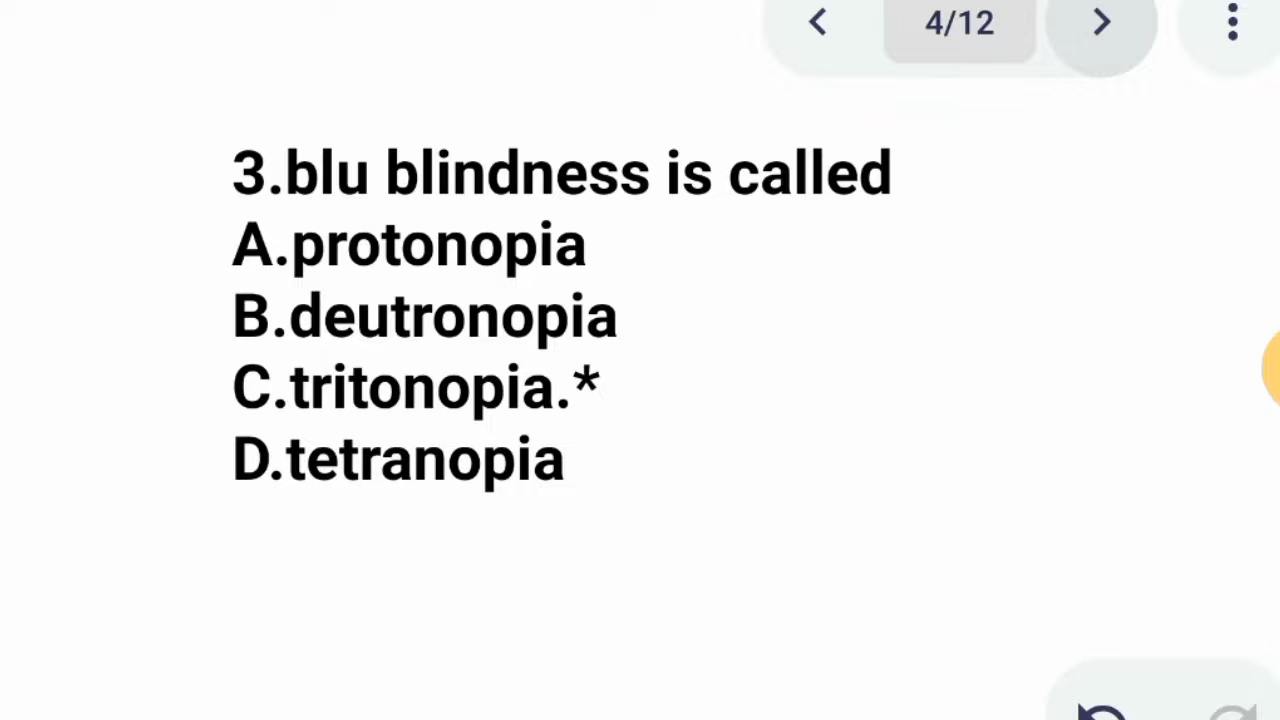 4/12
3.blu blindness is called
A.protonopia
B.deutronopia
C.tritonopia.*
D.tetranopia